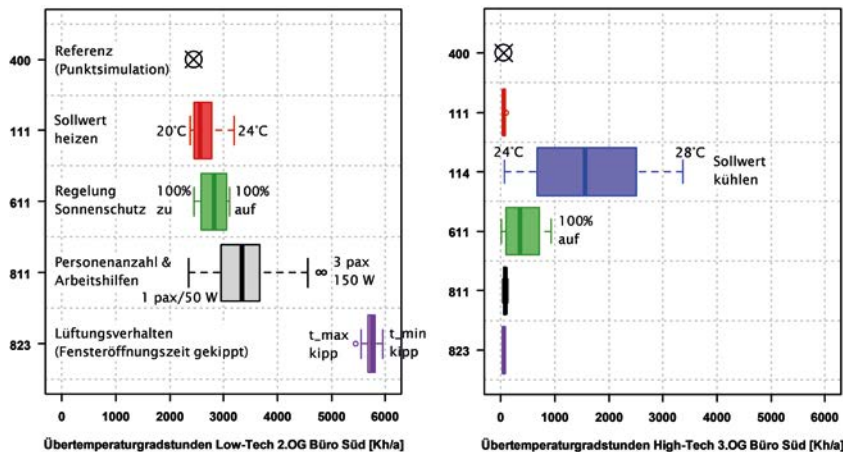 400
Referenz
(Punktsimulation)
111
Sollwert
heizen
20°C
24°C
611
Regelung
Sonnenschutz
100%
zu
100%
auf
811
Personenanzahl &
Arbeitshilfen
1 pax/50 W
3 pax
150 W
823
Lüftungsverhalten
(Fensteröffnungszeit gekippt)
t_max
kipp
t_min
kipp
0 1000 2000 3000 4000 5000 6000
Übertemperaturgradstunden Low-Tech 2.OG Büro Süd [Kh/a]
400
111
114
24°C
28°C
Sollwert
kühlen
611
100%
auf
811
823
0 1000 2000 3000 4000 5000 6000
Übertemperaturgradstunden High-Tech 3.OG Büro Süd [Kh/a]